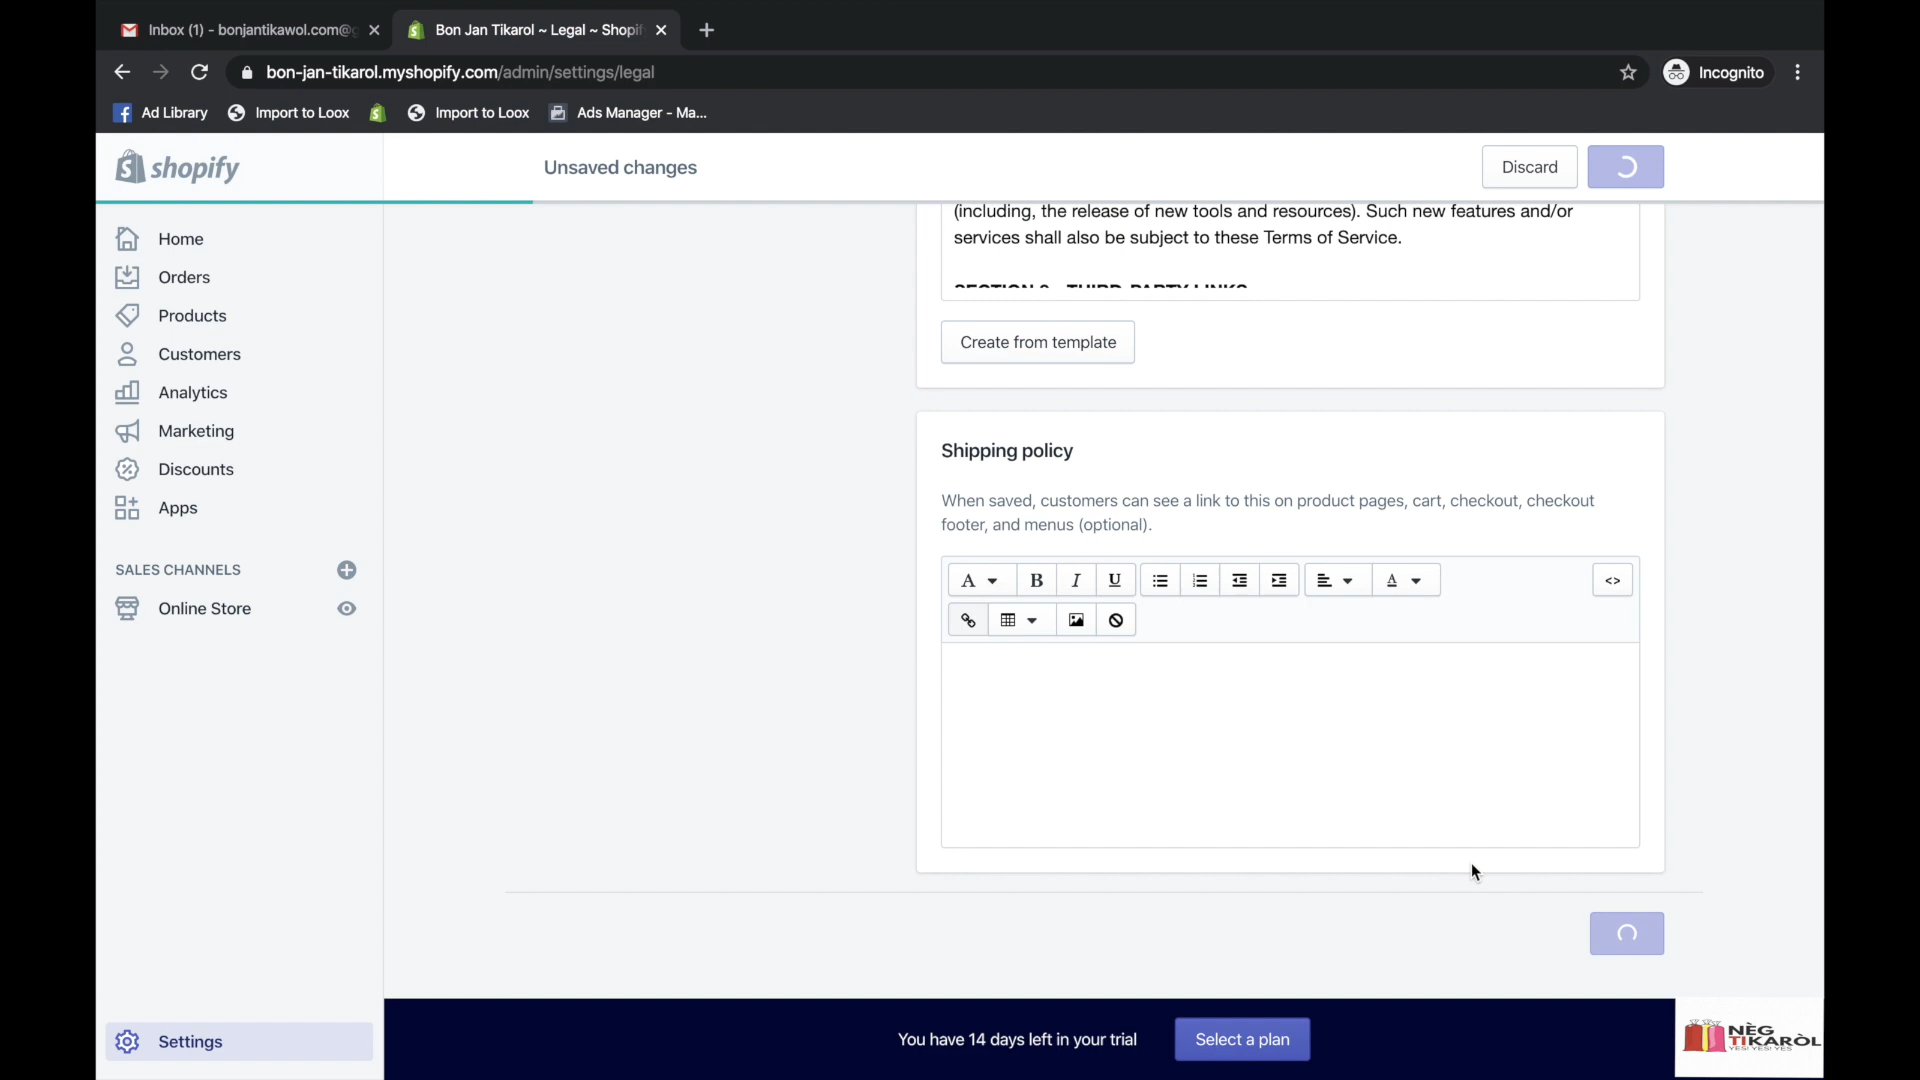 Inbox (1) - bonjantikawol.com@g
Bon Jan Tikarol ~ Legal ~ Shopif
bon-jan-tikarol.myshopify.com/admin/settings/legal
Incognito
Ad Library
Import to Loox
Import to Loox
Ads Manager - Ma...
shopify
Unsaved changes
Discard
Home
Orders
Products
Customers
Analytics
Marketing
Discounts
Apps
SALES CHANNELS
Online Store
Settings
(including, the release of new tools and resources). Such new features and/or
services shall also be subject to these Terms of Service.
THIRD-PARTY LINKS
Create from template
Shipping policy
When saved, customers can see a link to this on product pages, cart, checkout, checkout
footer, and menus (optional).
A
B
I
U
A
<>
You have 14 days left in your trial
Select a plan
NÈG
TIKARÒL
YES! YES! YES